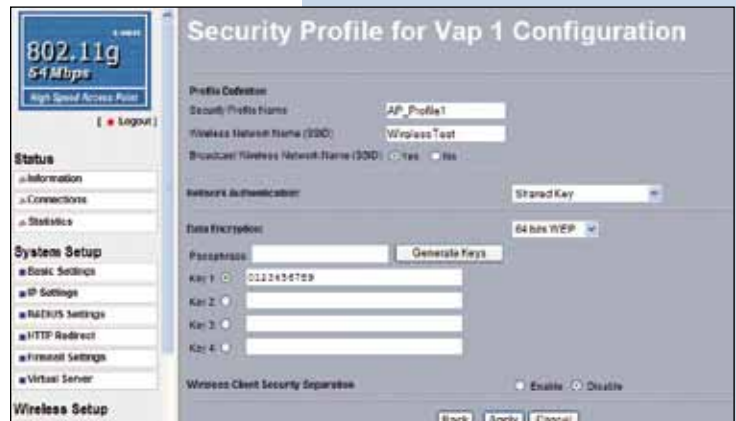 Security Profile for Vap 1 Configuration
802.11g
54Mbps
High Speed Access Point
[ Logout ]
Status
Information
Connections
Statistics
System Setup
Basic Settings
IP Settings
RADIUS Settings
HTTP Redirect
Firewall Settings
Virtual Server
Wireless Setup
Profile Definition
Security Profile Name AP_Profile1
Wireless Network Name (SSID) WirelessTest
Broadcast Wireless Network Name (SSID) Yes No
Network Authentication Shared Key
Data Encryption 64 bits WEP
Passphrase Generate Keys
Key 1 0123456789
Key 2
Key 3
Key 4
Wireless Client Security Separation Enable Disable
Back Apply Cancel